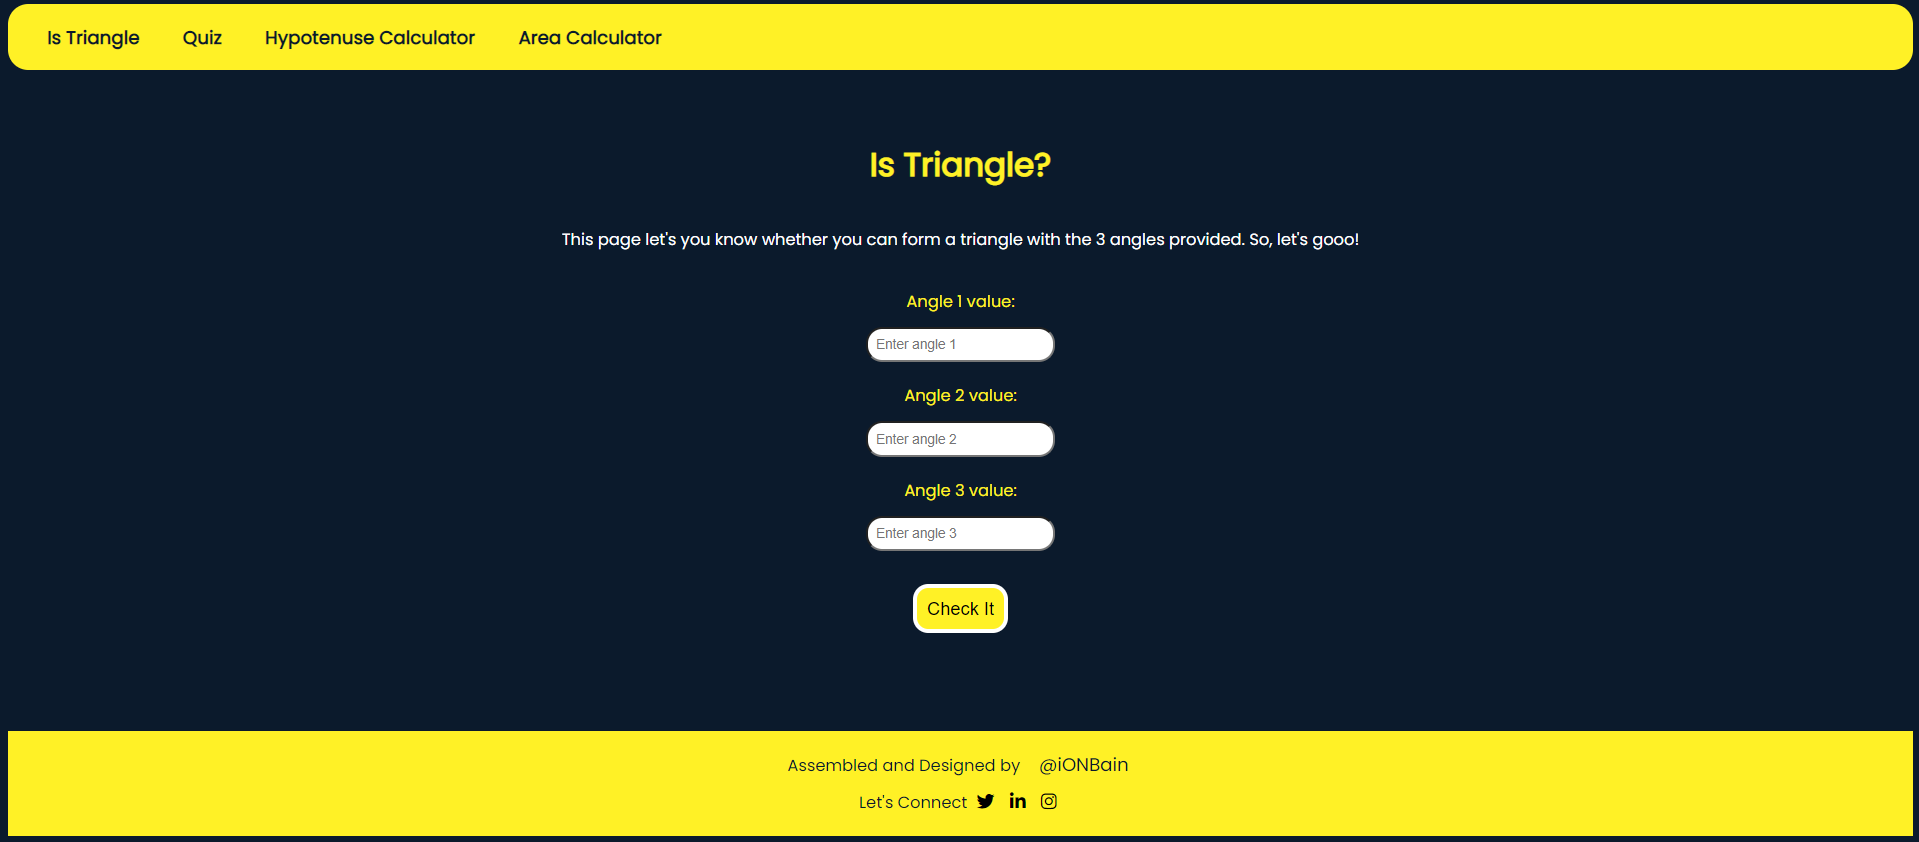 Is Triangle Quiz Hypotenuse Calculator Area Calculator
Is Triangle?
This page let's you know whether you can form a triangle with the 3 angles provided. So, let's gooo!
Angle 1 value:
Enter angle 1
Angle 2 value:
Enter angle 2
Angle 3 value:
Enter angle 3
Check It
Assembled and Designed by @iONBain
Let's Connect